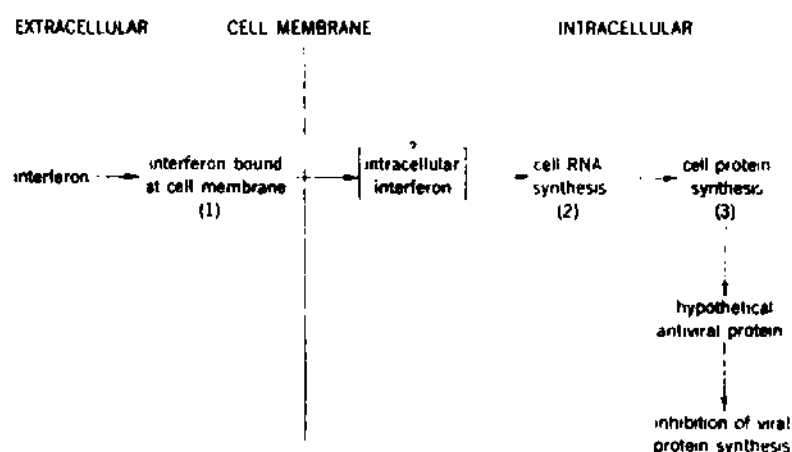 EXTRACELLULAR
CELL MEMBRANE
INTRACELLULAR
interferon
interferon bound
at cell membrane
(1)
?
intracellular
interferon
cell RNA
synthesis
(2)
cell protein
synthesis
(3)
hypothetical
antiviral protein
inhibition of viral
protein synthesis